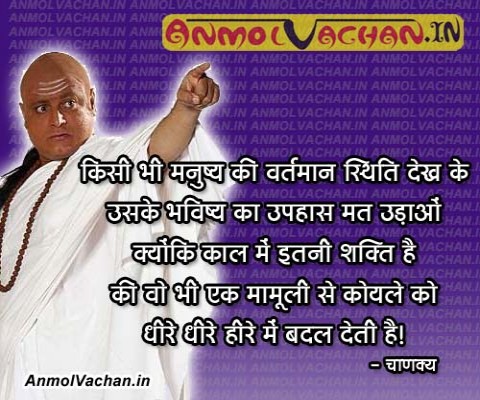 ANMOLVACHAN.IN
किसी भी मनुष्य की वर्तमान स्थिति देख के
उसके भविष्य का उपहास मत उड़ाओं
क्योंकि काल में इतनी शक्ति है
की वो भी एक मामूली से कोयले को
धीरे धीरे हीरे में बदल देती है!
- चाणक्य
AnmolVachan.in